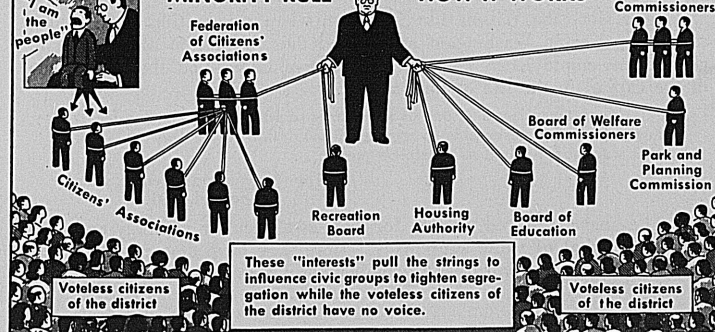 MINORITY RULE HOW IT WORKS
"I am
the
people"
Federation
of Citizens'
Associations
Commissioners
Citizens' Associations
Recreation
Board
Housing
Authority
Board of
Education
Board of Welfare
Commissioners
Park and
Planning
Commission
Voteless citizens
of the district
These "interests" pull the strings to
influence civic groups to tighten segre-
gation while the voteless citizens of
the district have no voice.
Voteless citizens
of the district